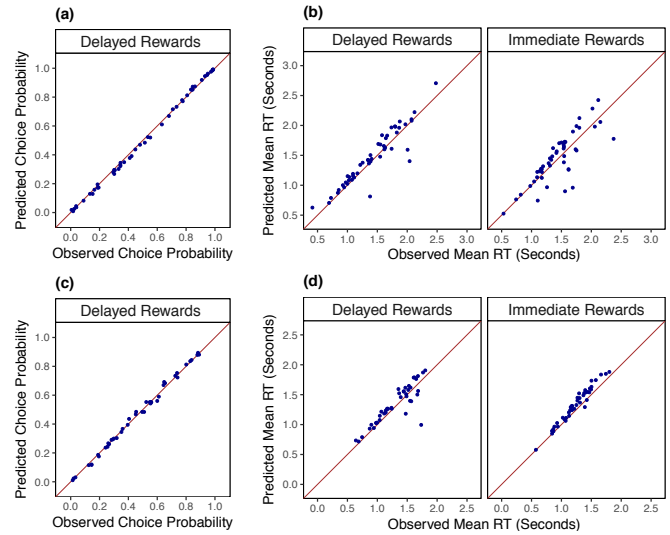 (a)
Delayed Rewards
Predicted Choice Probability
1.0
0.8
0.6
0.4
0.2
0.0
0.0 0.2 0.4 0.6 0.8 1.0
Observed Choice Probability
(b)
Delayed Rewards
Immediate Rewards
Predicted Mean RT (Seconds)
3.0
2.5
2.0
1.5
1.0
0.5
0.5 1.0 1.5 2.0 2.5 3.0
0.5 1.0 1.5 2.0 2.5 3.0
Observed Mean RT (Seconds)
(c)
Delayed Rewards
Predicted Choice Probability
1.0
0.8
0.6
0.4
0.2
0.0
0.0 0.2 0.4 0.6 0.8 1.0
Observed Choice Probability
(d)
Delayed Rewards
Immediate Rewards
Predicted Mean RT (Seconds)
2.5
2.0
1.5
1.0
0.5
0.0
0.0 0.5 1.0 1.5 2.0 2.5
0.0 0.5 1.0 1.5 2.0 2.5
Observed Mean RT (Seconds)